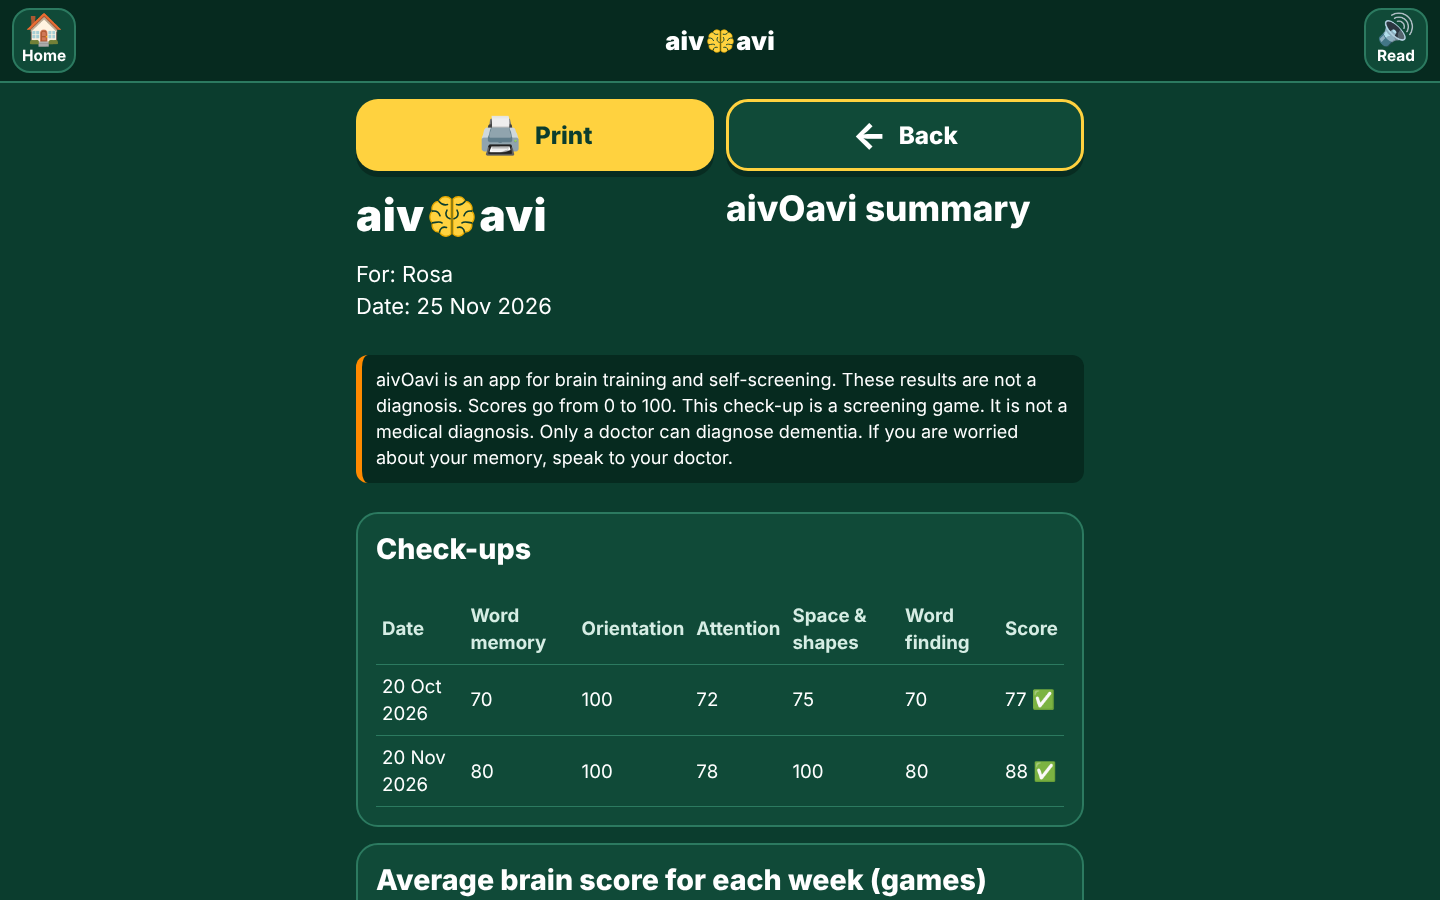 Home
aiv🧠avi
Read
Print
Back
aiv🧠avi
aivOavi summary
For: Rosa
Date: 25 Nov 2026
aivOavi is an app for brain training and self-screening. These results are not a
diagnosis. Scores go from 0 to 100. This check-up is a screening game. It is not a
medical diagnosis. Only a doctor can diagnose dementia. If you are worried
about your memory, speak to your doctor.
Check-ups
Date Word memory Orientation Attention Space & shapes Word finding Score
20 Oct 2026 70 100 72 75 70 77 ✅
20 Nov 2026 80 100 78 100 80 88 ✅
Average brain score for each week (games)